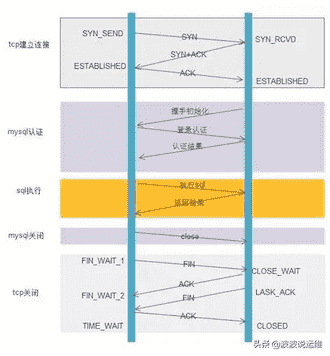 tcp建立连接
SYN_SEND
SYN
SYN_RCVD
SYN+ACK
ESTABLISHED
ACK
ESTABLISHED
mysql认证
握手初始化
登录认证
认证结果
sql执行
执行sql
返回结果
mysql关闭
close
tcp关闭
FIN_WAIT_1
FIN
CLOSE_WAIT
ACK
FIN_WAIT_2
FIN
LASK_ACK
TIME_WAIT
ACK
CLOSED
头条@波波说运维